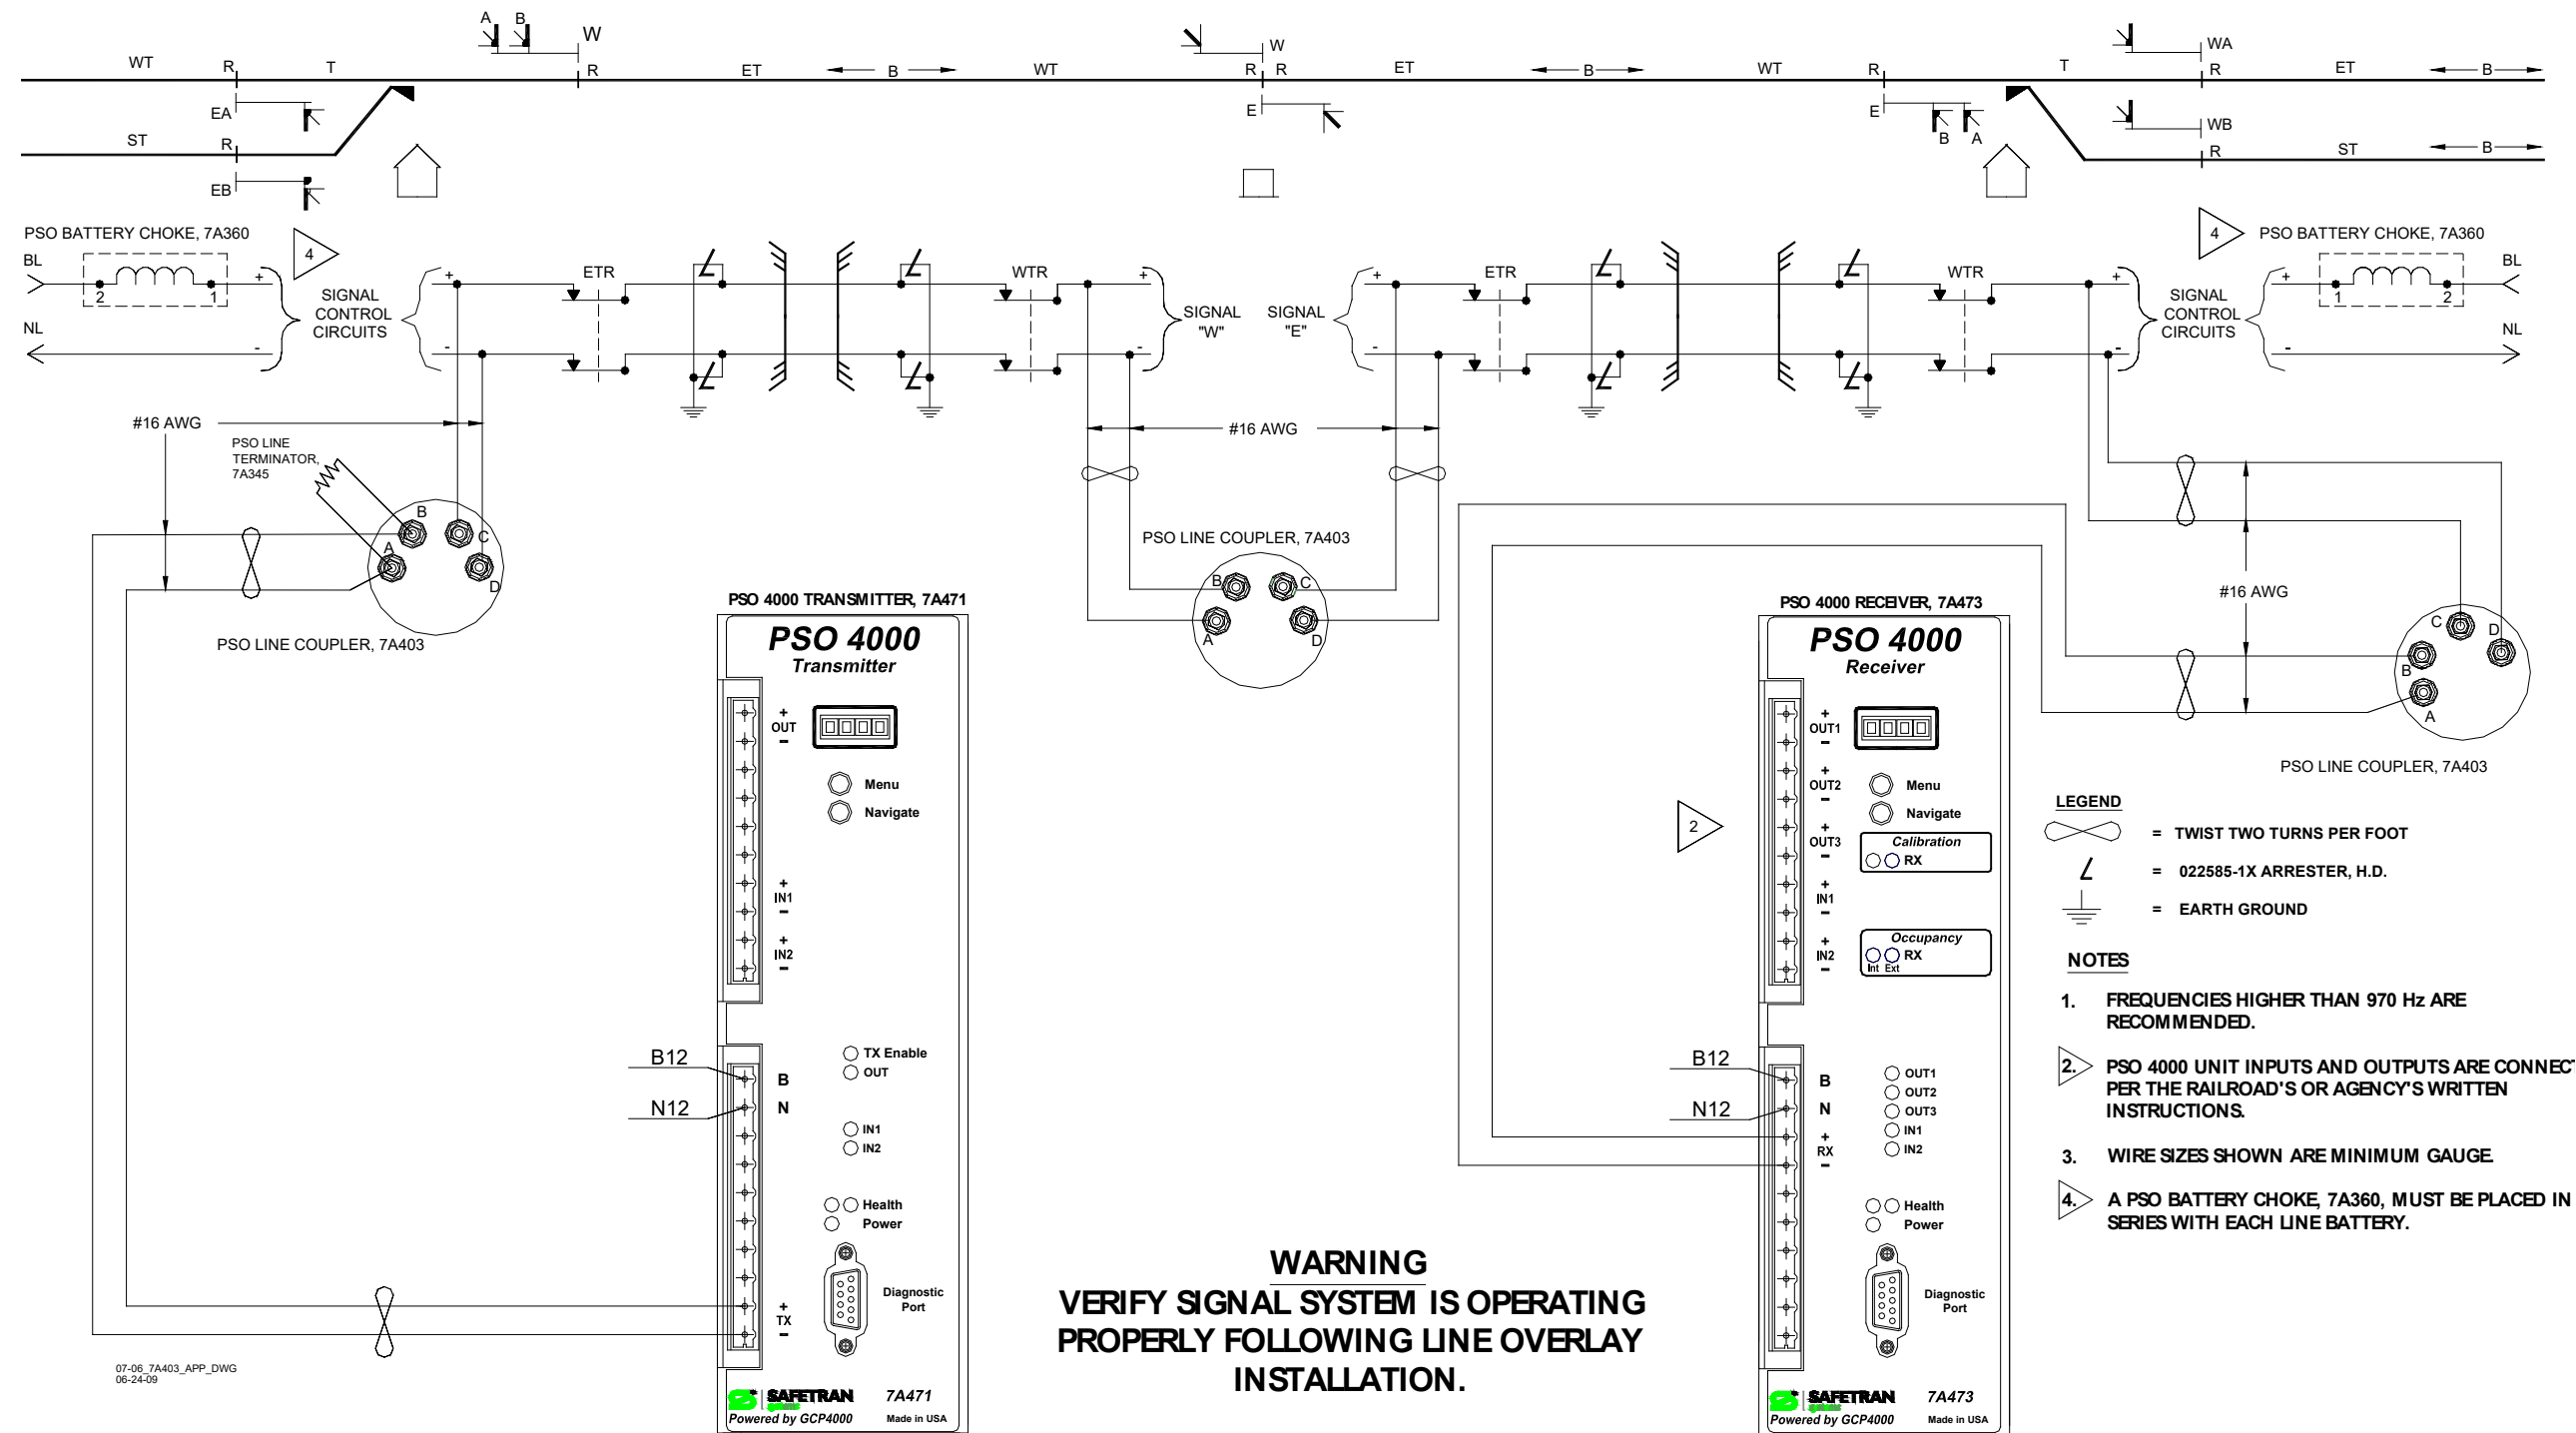 A B W
WT R T R ET B WT R R W ET B WT R T WA R ET B
EA E E B A
ST R WB
EB R ST B
PSO BATTERY CHOKE, 7A360
4
BL
2 1 +
NL
-
SIGNAL
CONTROL
CIRCUITS
+
-
ETR
WTR
+
-
SIGNAL
"W"
SIGNAL
"E"
+
-
ETR
WTR
+
-
SIGNAL
CONTROL
CIRCUITS
4
PSO BATTERY CHOKE, 7A360
+
1 2
BL
-
NL
#16 AWG
PSO LINE
TERMINATOR,
7A345
B
A
C
D
PSO LINE COUPLER, 7A403
#16 AWG
PSO LINE COUPLER, 7A403
B
C
A
D
#16 AWG
C
D
B
A
PSO LINE COUPLER, 7A403
PSO 4000 TRANSMITTER, 7A471
PSO 4000
Transmitter
+
OUT
-
Menu
Navigate
+
IN1
-
+
IN2
-
B12
B
N12
N
TX Enable
OUT
IN1
IN2
Health
Power
Diagnostic
Port
+
TX
-
SAFETRAN
7A471
Powered by GCP4000
Made in USA
PSO 4000 RECEIVER, 7A473
PSO 4000
Receiver
+
OUT1
-
+
OUT2
-
+
OUT3
-
Menu
Navigate
Calibration
RX
2
+
IN1
-
+
IN2
-
Occupancy
RX
Int Ext
B12
B
N12
N
+
RX
-
OUT1
OUT2
OUT3
IN1
IN2
Health
Power
Diagnostic
Port
SAFETRAN
7A473
Powered by GCP4000
Made in USA
LEGEND
= TWIST TWO TURNS PER FOOT
= 022585-1X ARRESTER, H.D.
= EARTH GROUND
NOTES
1. FREQUENCIES HIGHER THAN 970 Hz ARE
RECOMMENDED.
2. PSO 4000 UNIT INPUTS AND OUTPUTS ARE CONNECT
PER THE RAILROAD'S OR AGENCY'S WRITTEN
INSTRUCTIONS.
3. WIRE SIZES SHOWN ARE MINIMUM GAUGE.
4. A PSO BATTERY CHOKE, 7A360, MUST BE PLACED IN
SERIES WITH EACH LINE BATTERY.
WARNING
VERIFY SIGNAL SYSTEM IS OPERATING
PROPERLY FOLLOWING LINE OVERLAY
INSTALLATION.
07-06_7A403_APP_DWG
06-24-09